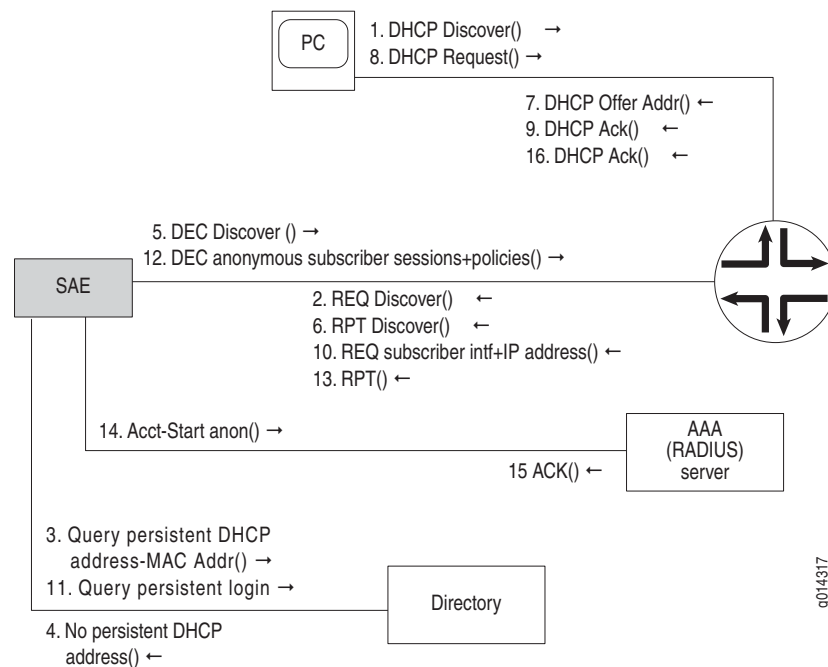 PC
1. DHCP Discover() →
8. DHCP Request() →
7. DHCP Offer Addr() ←
9. DHCP Ack() ←
16. DHCP Ack() ←
5. DEC Discover () →
12. DEC anonymous subscriber sessions+policies() →
SAE
2. REQ Discover() ←
6. RPT Discover() ←
10. REQ subscriber intf+IP address() ←
13. RPT() ←
14. Acct-Start anon() →
AAA
(RADIUS)
server
15 ACK() ←
3. Query persistent DHCP
address-MAC Addr() →
11. Query persistent login →
Directory
4. No persistent DHCP
address() ←
g014317